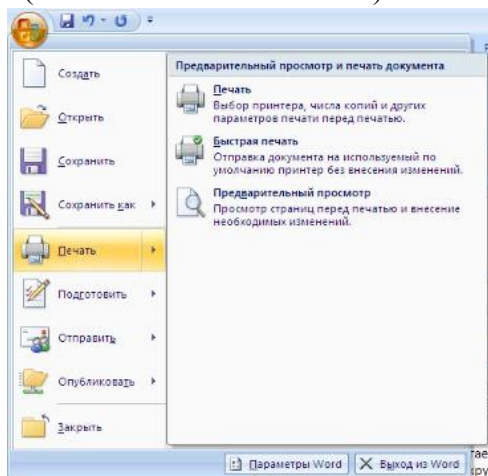 Создать
Открыть
Сохранить
Сохранить как
Печать
Подготовить
Отправить
Опубликовать
Закрыть
Предварительный просмотр и печать документа
Печать
Выбор принтера, числа копий и других
параметров печати перед печатью.
Быстрая печать
Отправка документа на используемый по
умолчанию принтер без внесения изменений.
Предварительный просмотр
Просмотр страниц перед печатью и внесение
необходимых изменений.
Параметры Word
Выход из Word